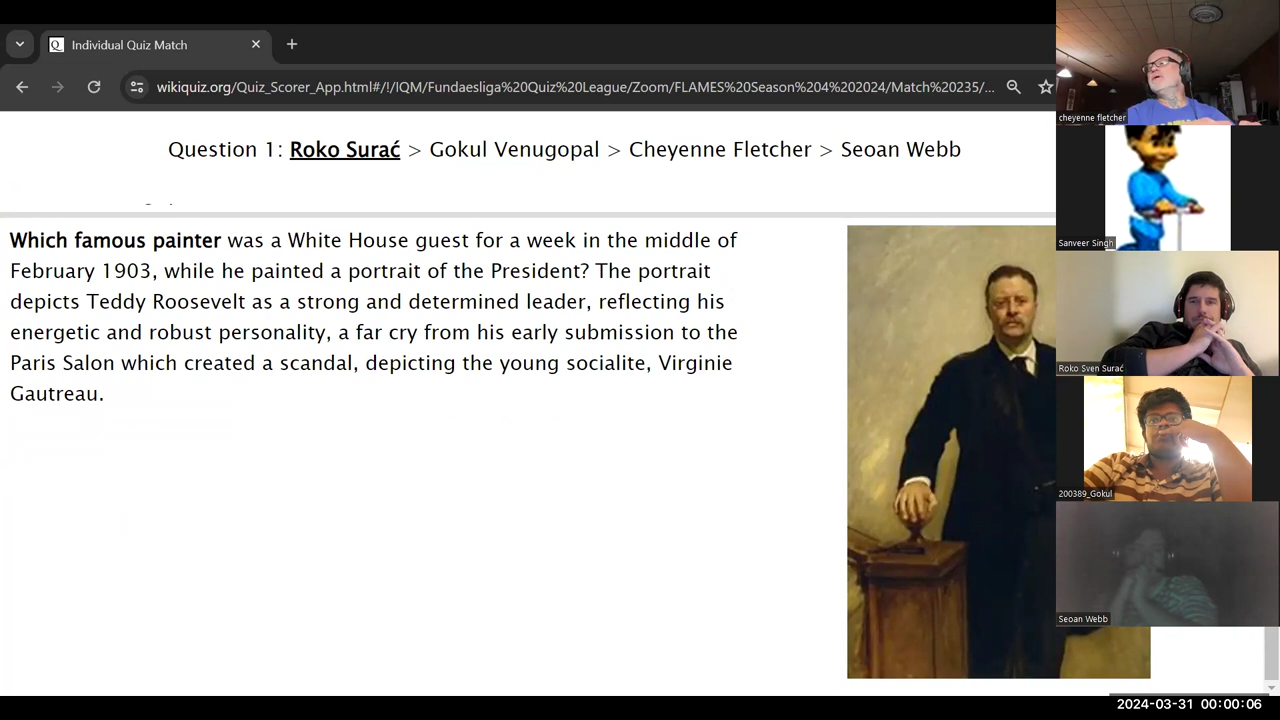 Individual Quiz Match
wikiquiz.org/Quiz_Scorer_App.html#/!/IQM/Fundaesliga%20Quiz%20League/Zoom/FLAMES%20Season%204%202024/Match%20235/...
Question 1: Roko Surać > Gokul Venugopal > Cheyenne Fletcher > Seoan Webb
Which famous painter was a White House guest for a week in the middle of
February 1903, while he painted a portrait of the President? The portrait
depicts Teddy Roosevelt as a strong and determined leader, reflecting his
energetic and robust personality, a far cry from his early submission to the
Paris Salon which created a scandal, depicting the young socialite, Virginie
Gautreau.
cheyenne fletcher
Sanveer Singh
Roko Sven Surać
200389_Gokul
Seoan Webb
2024-03-31 00:00:06